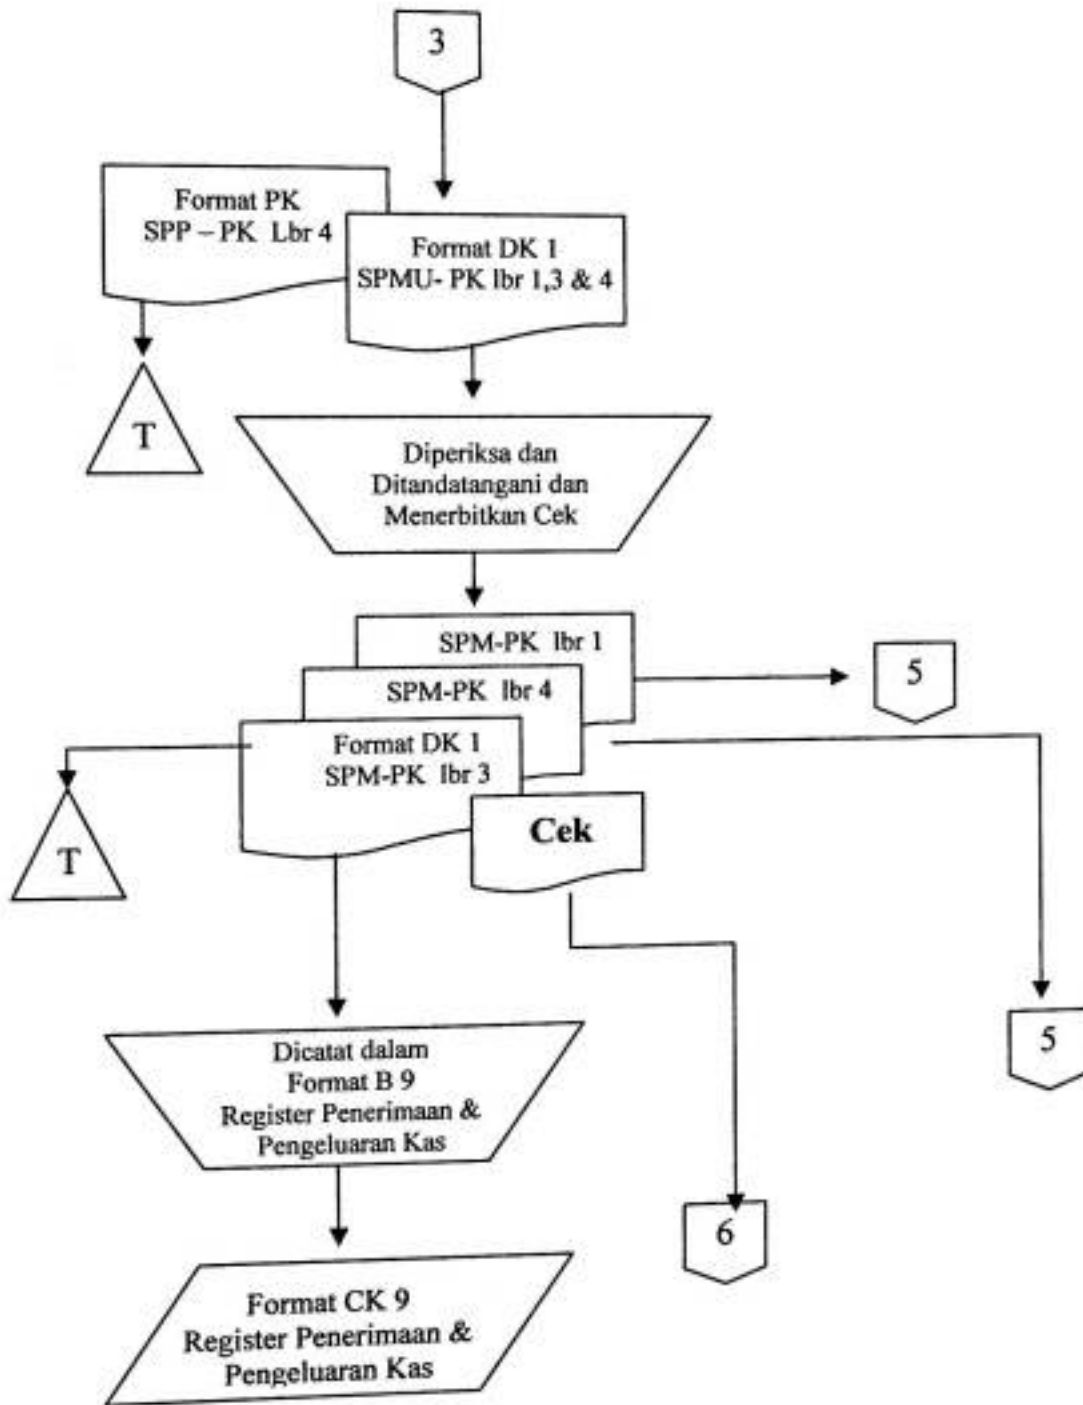 3
Format PK
SPP – PK Lbr 4
Format DK 1
SPMU- PK lbr 1,3 & 4
T
Diperiksa dan
Ditandatangani dan
Menerbitkan Cek
SPM-PK lbr 1
5
SPM-PK lbr 4
Format DK 1
SPM-PK lbr 3
Cek
T
5
Dicatat dalam
Format B 9
Register Penerimaan &
Pengeluaran Kas
6
Format CK 9
Register Penerimaan &
Pengeluaran Kas